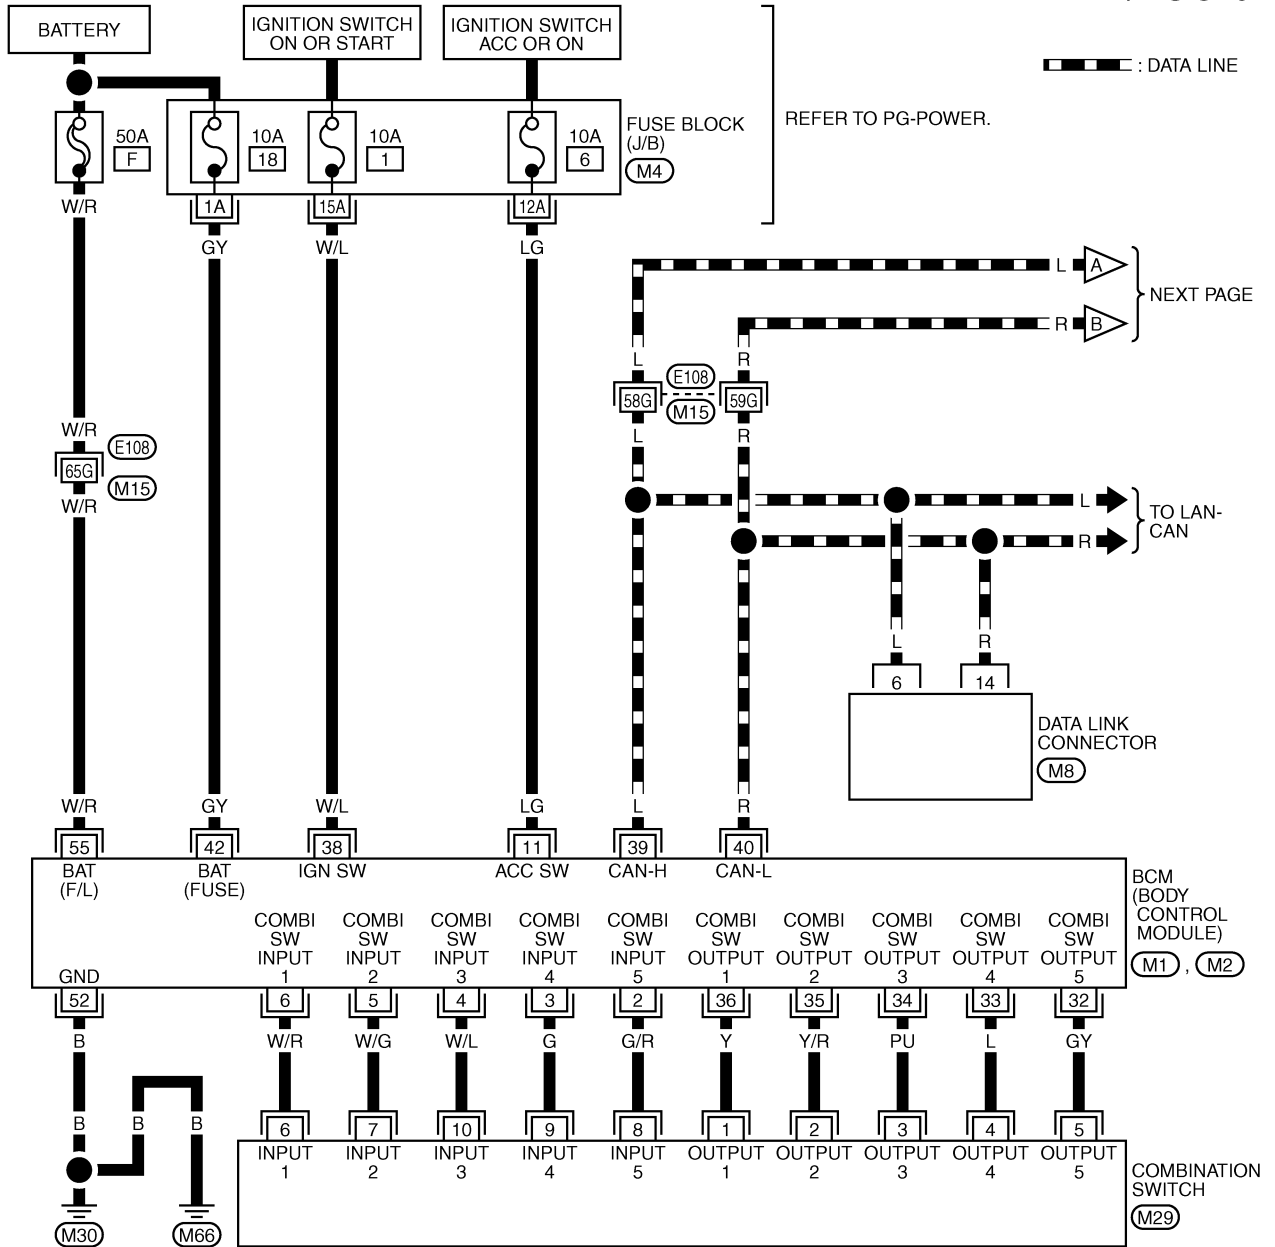 BATTERY
IGNITION SWITCH
ON OR START
IGNITION SWITCH
ACC OR ON
: DATA LINE
50A
F
10A
18
10A
1
10A
6
FUSE BLOCK
(J/B)
M4
REFER TO PG-POWER.
W/R
1A
15A
12A
GY
W/L
LG
L
A
R
B
NEXT PAGE
L
R
E108
58G
59G
M15
L
R
W/R
E108
65G
M15
W/R
L
R
TO LAN-
CAN
L
R
6
14
DATA LINK
CONNECTOR
M8
W/R
GY
W/L
LG
L
R
55
42
38
11
39
40
BAT
(F/L)
BAT
(FUSE)
IGN SW
ACC SW
CAN-H
CAN-L
BCM
(BODY
CONTROL
MODULE)
M1 , M2
COMBI
SW
INPUT
1
COMBI
SW
INPUT
2
COMBI
SW
INPUT
3
COMBI
SW
INPUT
4
COMBI
SW
INPUT
5
COMBI
SW
OUTPUT
1
COMBI
SW
OUTPUT
2
COMBI
SW
OUTPUT
3
COMBI
SW
OUTPUT
4
COMBI
SW
OUTPUT
5
GND
52
6
5
4
3
2
36
35
34
33
32
B
W/R
W/G
W/L
G
G/R
Y
Y/R
PU
L
GY
B
B
B
6
7
10
9
8
1
2
3
4
5
INPUT
1
INPUT
2
INPUT
3
INPUT
4
INPUT
5
OUTPUT
1
OUTPUT
2
OUTPUT
3
OUTPUT
4
OUTPUT
5
COMBINATION
SWITCH
M29
M30
M66